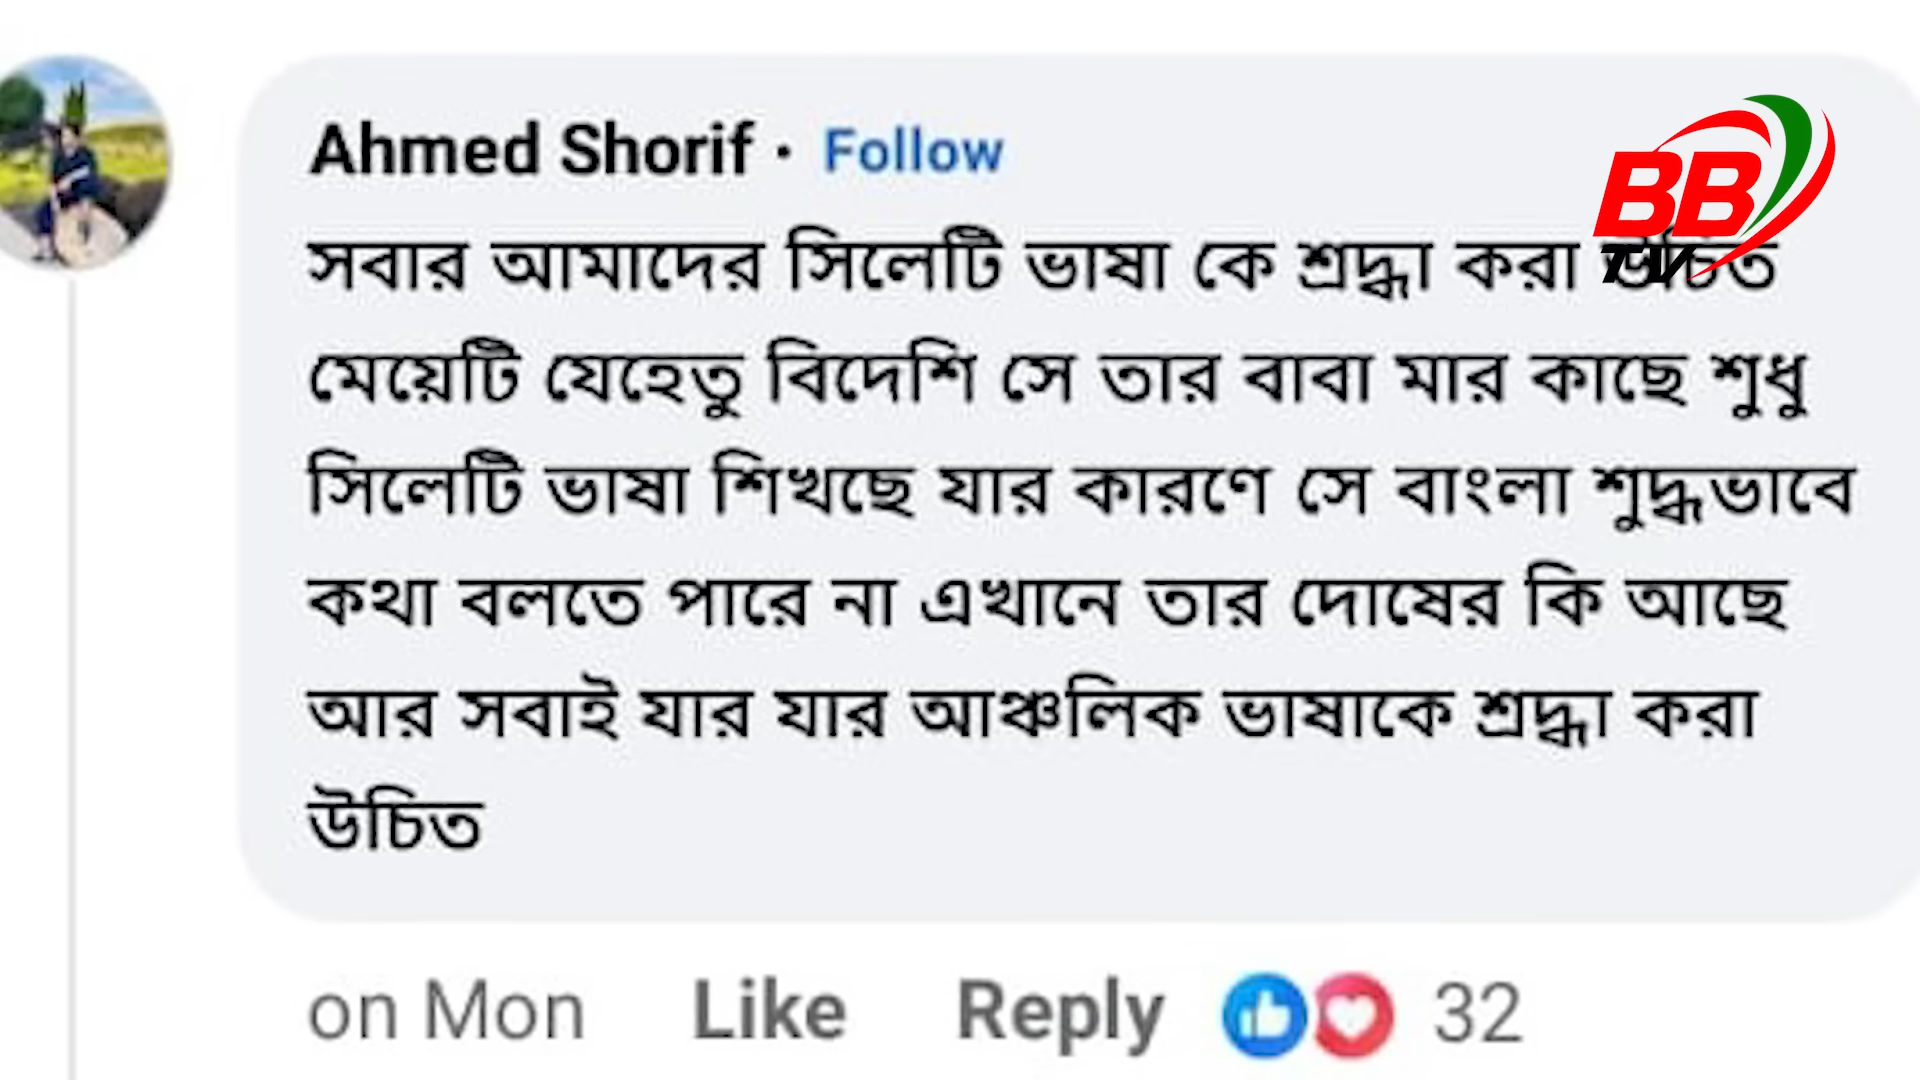 Ahmed Shorif · Follow
BB
TV
সবার আমাদের সিলেটি ভাষা কে শ্রদ্ধা করা উচিত
মেয়েটি যেহেতু বিদেশি সে তার বাবা মার কাছে শুধু
সিলেটি ভাষা শিখছে যার কারণে সে বাংলা শুদ্ধভাবে
কথা বলতে পারে না এখানে তার দোষের কি আছে
আর সবাই যার যার আঞ্চলিক ভাষাকে শ্রদ্ধা করা
উচিত
on Mon Like Reply 32